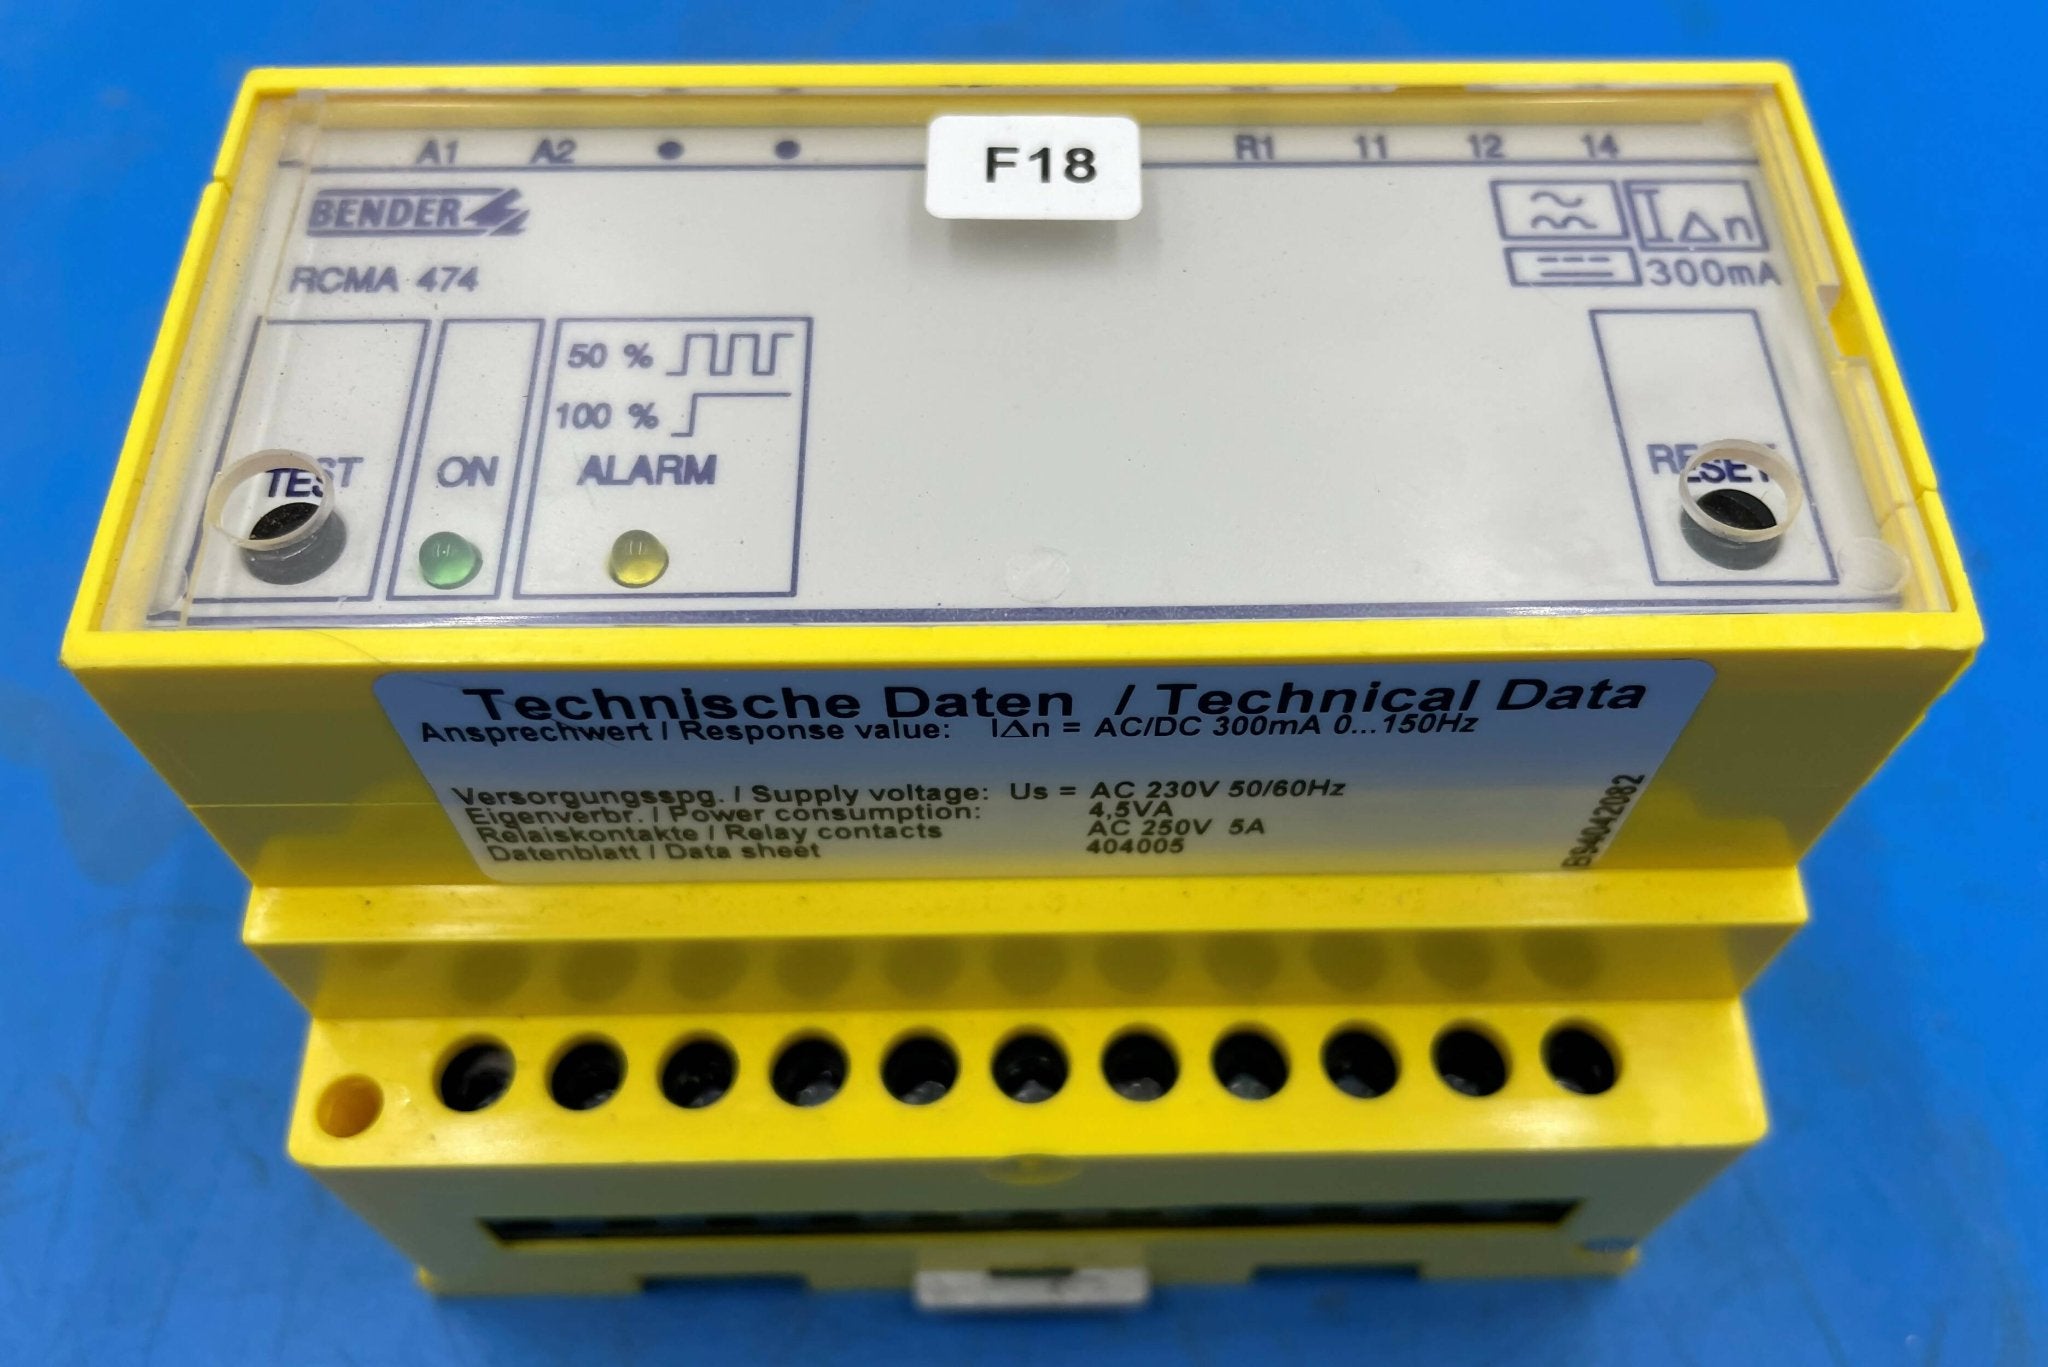 A1 A2 F18 R1 11 12 14
BENDER
IΔn
RCMA 474
300mA
50 %
100 %
TEST ON ALARM RESET
Technische Daten / Technical Data
Ansprechwert / Response value: IΔn = AC/DC 300mA 0...150Hz
Versorgungsspg. / Supply voltage: Us = AC 230V 50/60Hz
Eigenverbr. / Power consumption: 4,5VA
Relaiskontakte / Relay contacts AC 250V 5A
Datenblatt / Data sheet 404005
B94042082